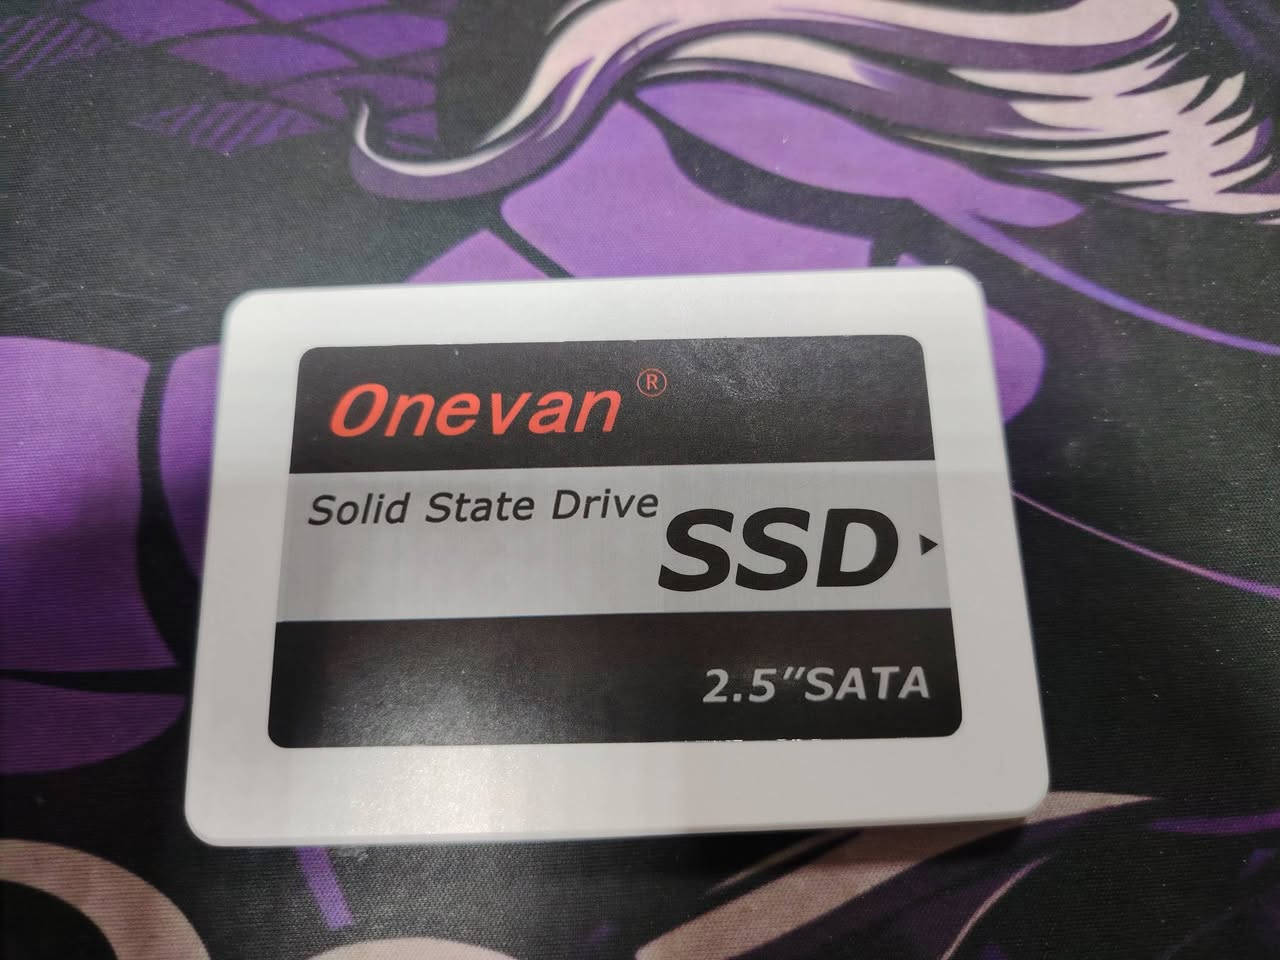 Onevan®
Solid State Drive
SSD
2.5"SATA